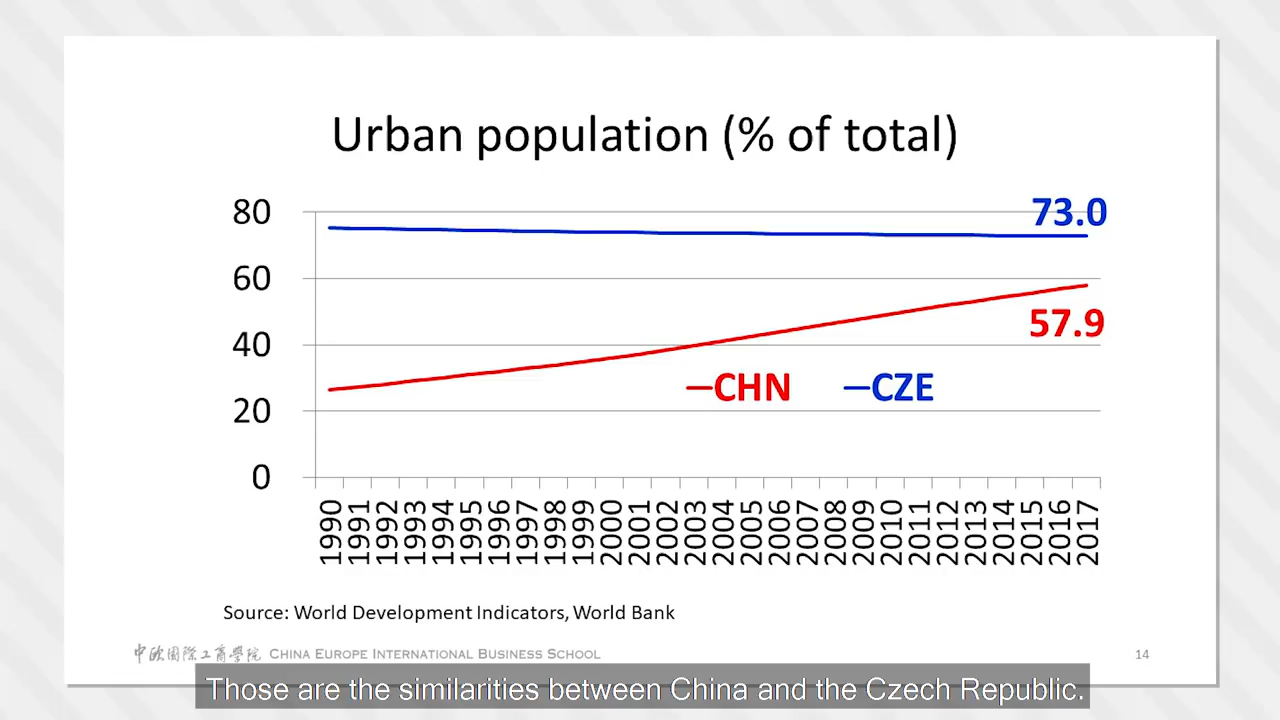 Urban population (% of total)
80
73.0
60
57.9
40
CHN CZE
20
0
1990 1991 1992 1993 1994 1995 1996 1997 1998 1999 2000 2001 2002 2003 2004 2005 2006 2007 2008 2009 2010 2011 2012 2013 2014 2015 2016 2017
Source: World Development Indicators, World Bank
中欧国際工商學院 CHINA EUROPE INTERNATIONAL BUSINESS SCHOOL 14
Those are the similarities between China and the Czech Republic.